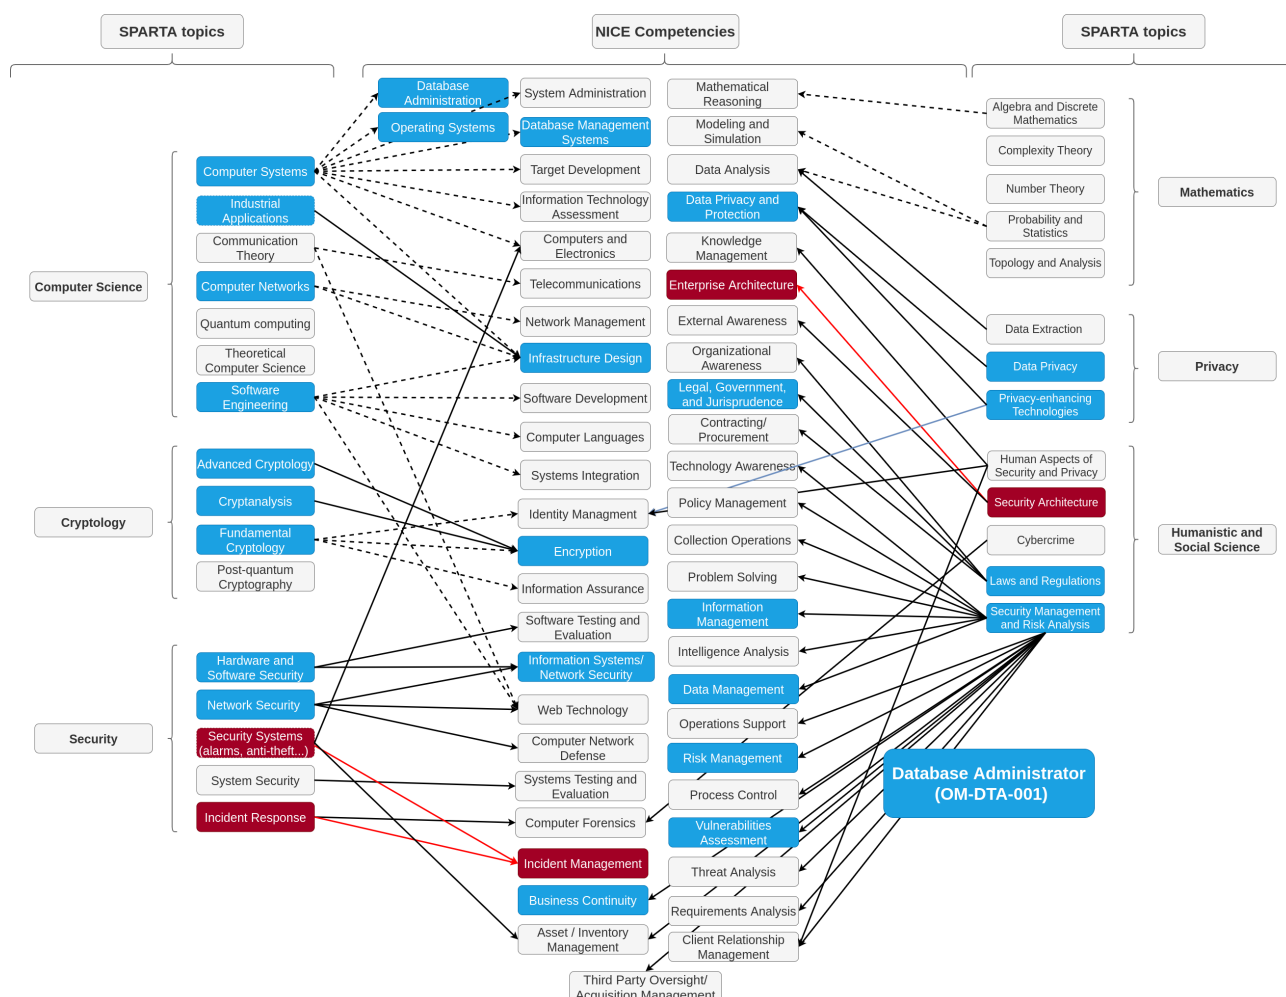 SPARTA topics
NICE Competencies
SPARTA topics
Computer Science
Cryptology
Security
Computer Systems
Industrial
Applications
Communication
Theory
Computer Networks
Quantum computing
Theoretical
Computer Science
Software
Engineering
Advanced Cryptology
Cryptanalysis
Fundamental
Cryptology
Post-quantum
Cryptography
Hardware and
Software Security
Network Security
Security Systems
(alarms, anti-theft...)
System Security
Incident Response
Database
Administration
Operating Systems
System Administration
Database Management
Systems
Target Development
Information Technology
Assessment
Computers and
Electronics
Telecommunications
Network Management
Infrastructure Design
Software Development
Computer Languages
Systems Integration
Identity Managment
Encryption
Information Assurance
Software Testing and
Evaluation
Information Systems/
Network Security
Web Technology
Computer Network
Defense
Systems Testing and
Evaluation
Computer Forensics
Incident Management
Business Continuity
Asset / Inventory
Management
Third Party Oversight/
Acquisition Management
Mathematical
Reasoning
Modeling and
Simulation
Data Analysis
Data Privacy and
Protection
Knowledge
Management
Enterprise Architecture
External Awareness
Organizational
Awareness
Legal, Government,
and Jurisprudence
Contracting/
Procurement
Technology Awareness
Policy Management
Collection Operations
Problem Solving
Information
Management
Intelligence Analysis
Data Management
Operations Support
Risk Management
Process Control
Vulnerabilities
Assessment
Threat Analysis
Requirements Analysis
Client Relationship
Management
Algebra and Discrete
Mathematics
Complexity Theory
Number Theory
Probability and
Statistics
Topology and Analysis
Data Extraction
Data Privacy
Privacy-enhancing
Technologies
Human Aspects of
Security and Privacy
Security Architecture
Cybercrime
Laws and Regulations
Security Management
and Risk Analysis
Mathematics
Privacy
Humanistic and
Social Science
Database Administrator
(OM-DTA-001)